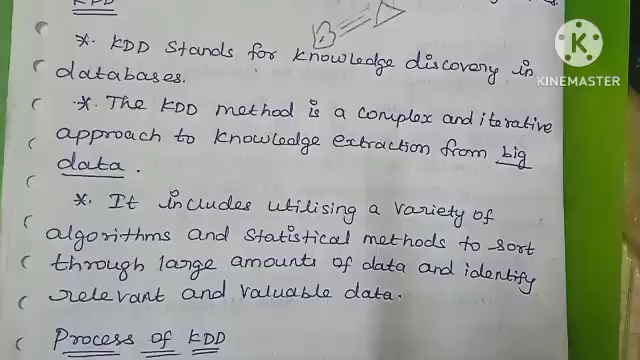 KDD
*. KDD stands for knowledge discovery in
databases.
*. The KDD method is a complex and iterative
approach to knowledge extraction from big
data.
*. It includes utilising a variety of
algorithms and statistical methods to sort
through large amounts of data and identify
relevant and valuable data.
Process of KDD
KINEMASTER